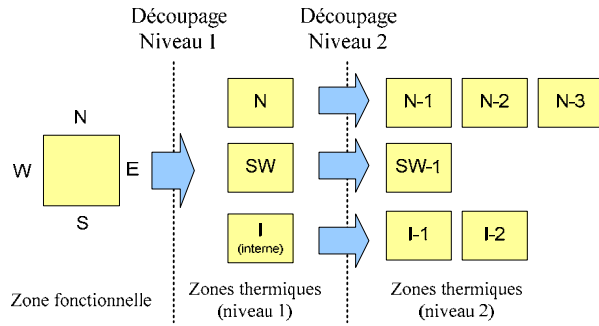 Découpage
Niveau 1
Découpage
Niveau 2
N
W
E
S
N
SW
I
(interne)
N-1
N-2
N-3
SW-1
I-1
I-2
Zone fonctionnelle
Zones thermiques
(niveau 1)
Zones thermiques
(niveau 2)